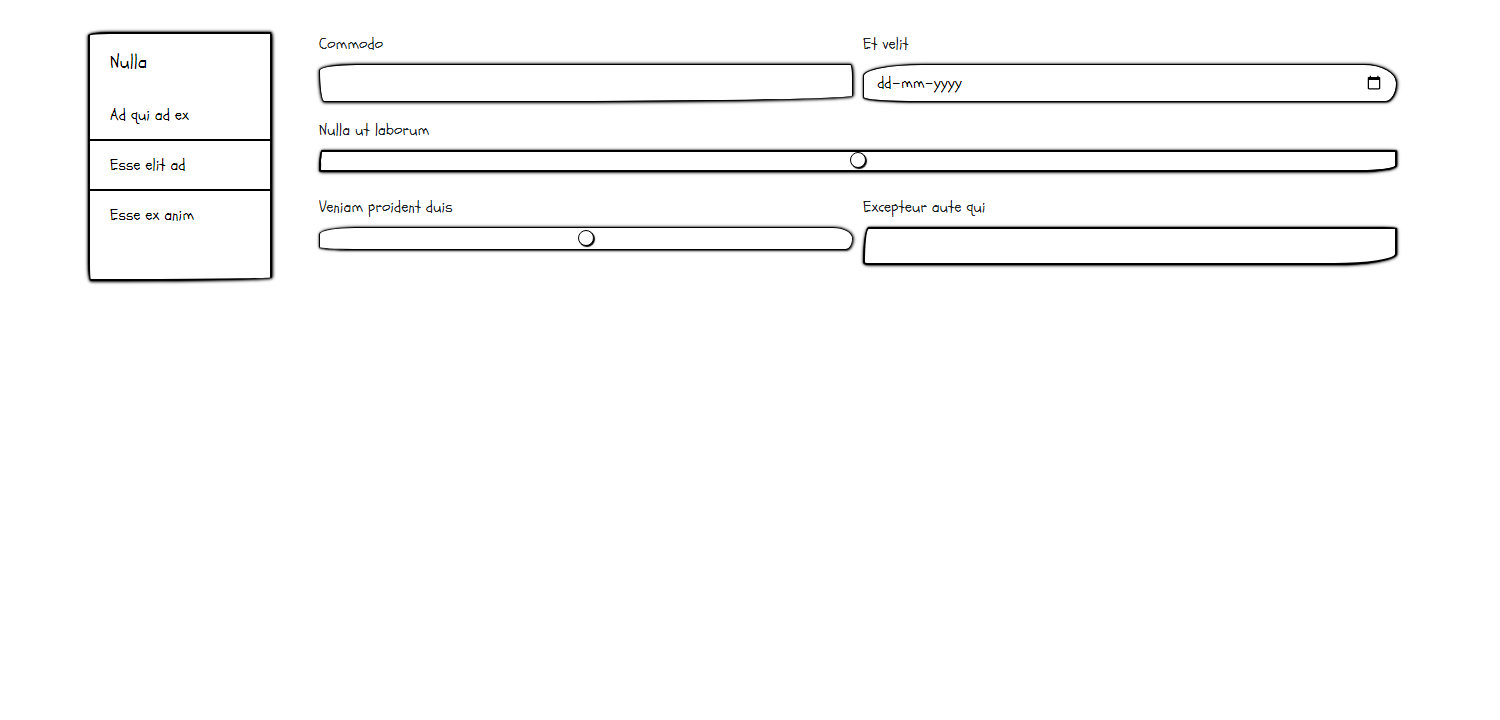 Nulla
Ad qui ad ex
Esse elit ad
Esse ex anim
Commodo
Et velit
dd-mm-yyyy
Nulla ut laborum
Veniam proident duis
Excepteur aute qui